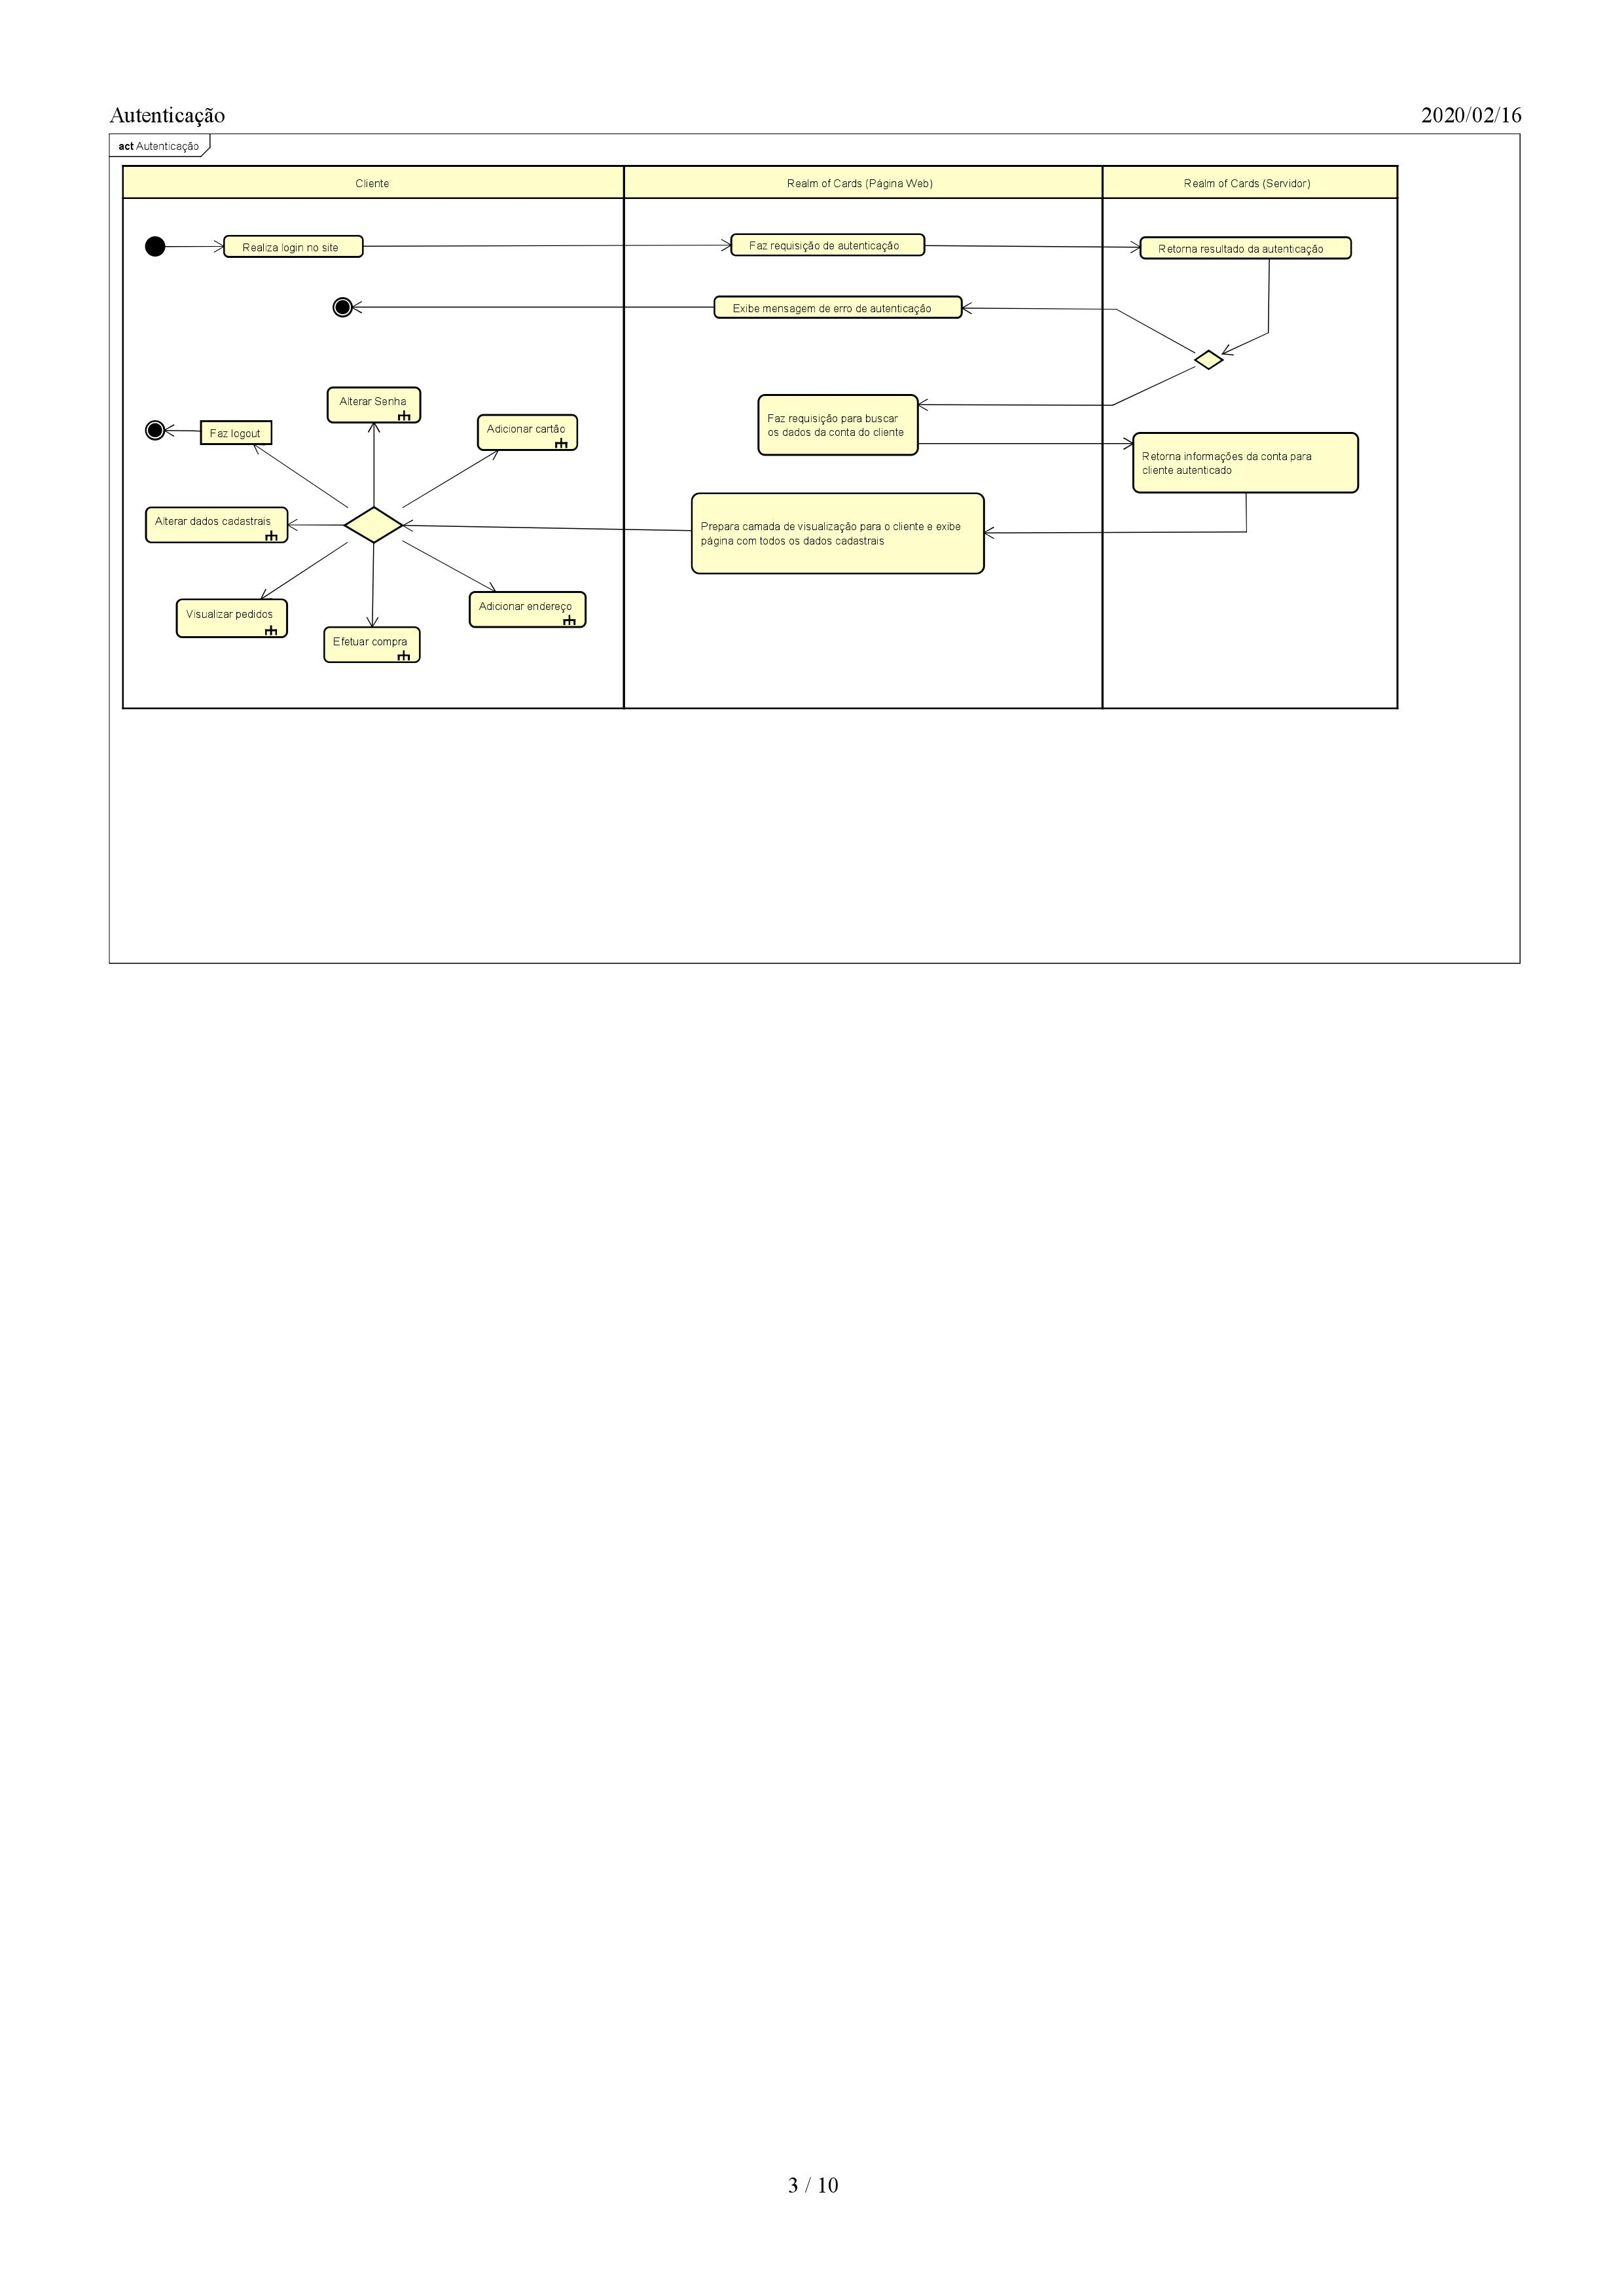 Autenticação
2020/02/16
act Autenticação
Cliente
Realm of Cards (Página Web)
Realm of Cards (Servidor)
Realiza login no site
Faz requisição de autenticação
Retorna resultado da autenticação
Exibe mensagem de erro de autenticação
Alterar Senha
Adicionar cartão
Faz logout
Faz requisição para buscar
os dados da conta do cliente
Retorna informações da conta para
cliente autenticado
Alterar dados cadastrais
Prepara camada de visualização para o cliente e exibe
página com todos os dados cadastrais
Visualizar pedidos
Efetuar compra
Adicionar endereço
3 / 10